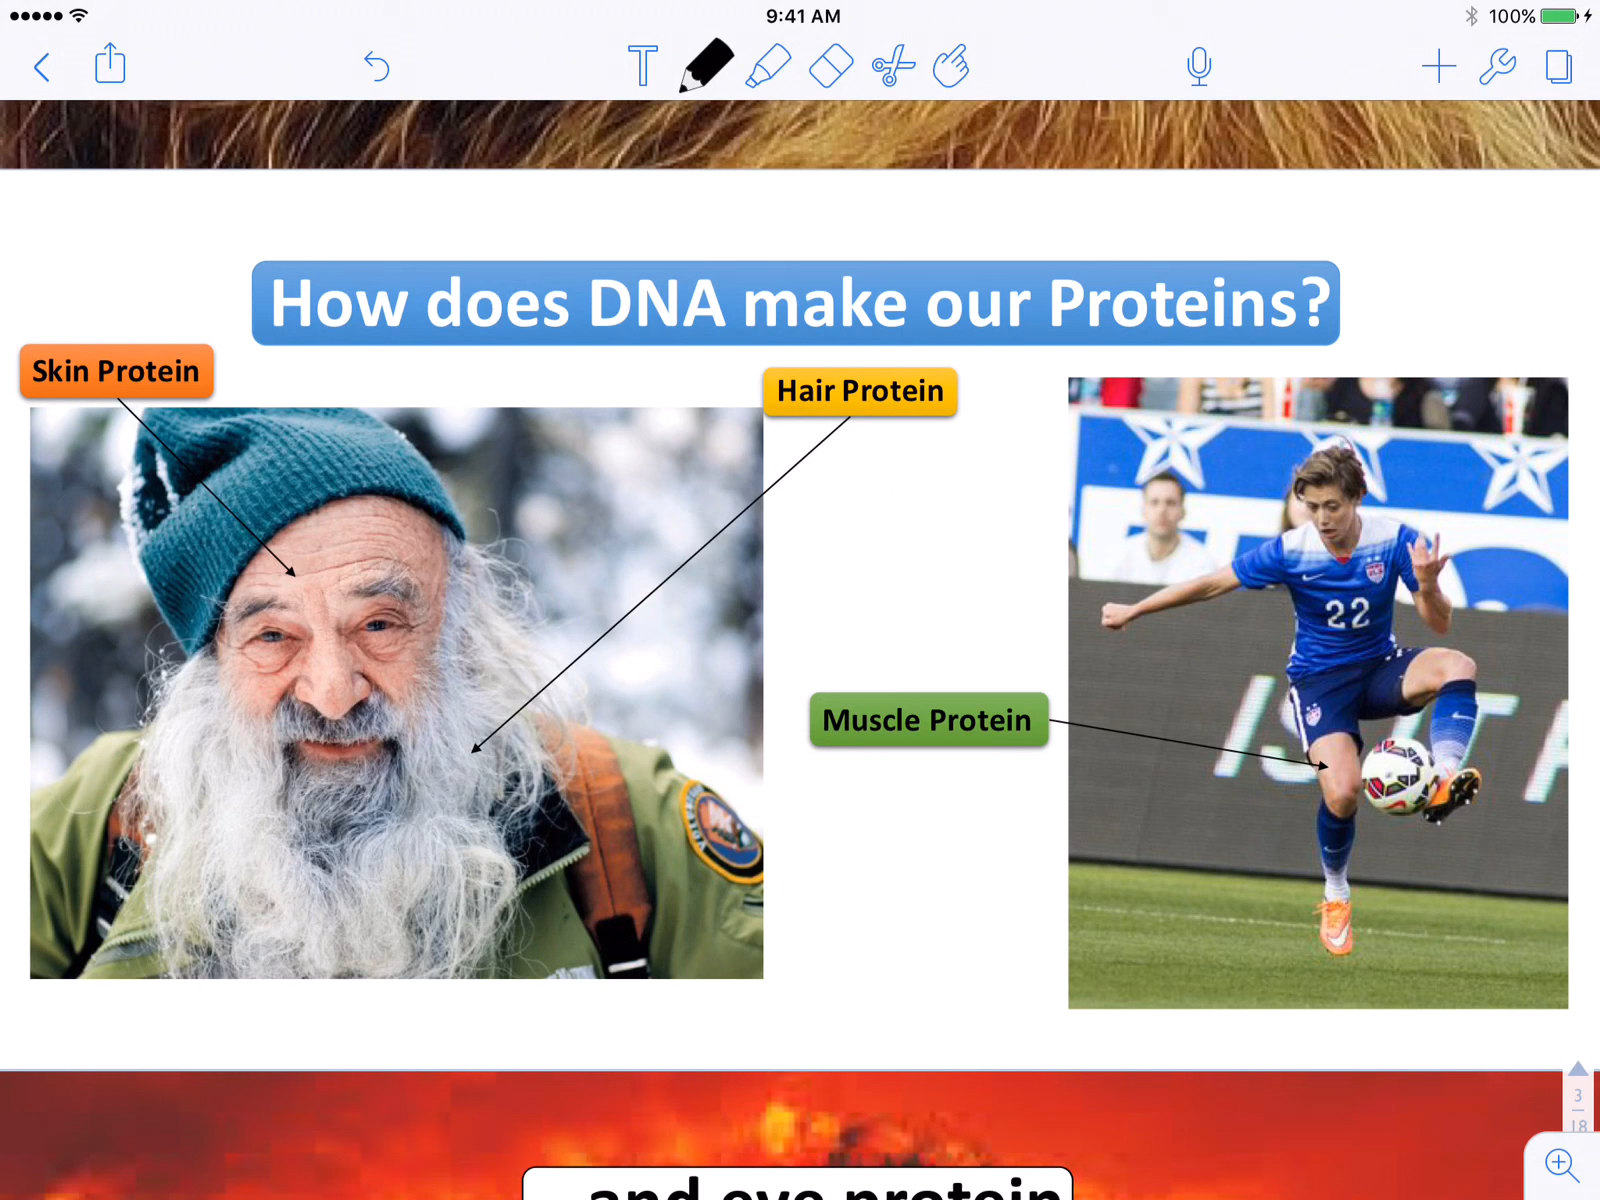 9:41 AM
100%
T
How does DNA make our Proteins?
Skin Protein
Hair Protein
22
Muscle Protein
3
18
and eye protein